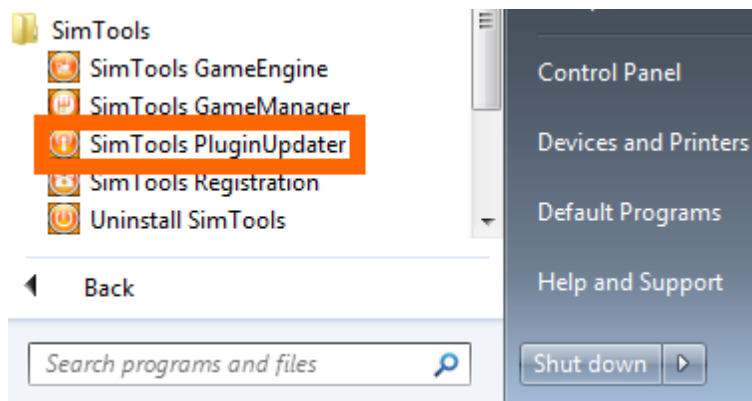 SimTools
SimTools GameEngine
SimTools GameManager
SimTools PluginUpdater
SimTools Registration
Uninstall SimTools
Back
Search programs and files
Control Panel
Devices and Printers
Default Programs
Help and Support
Shut down